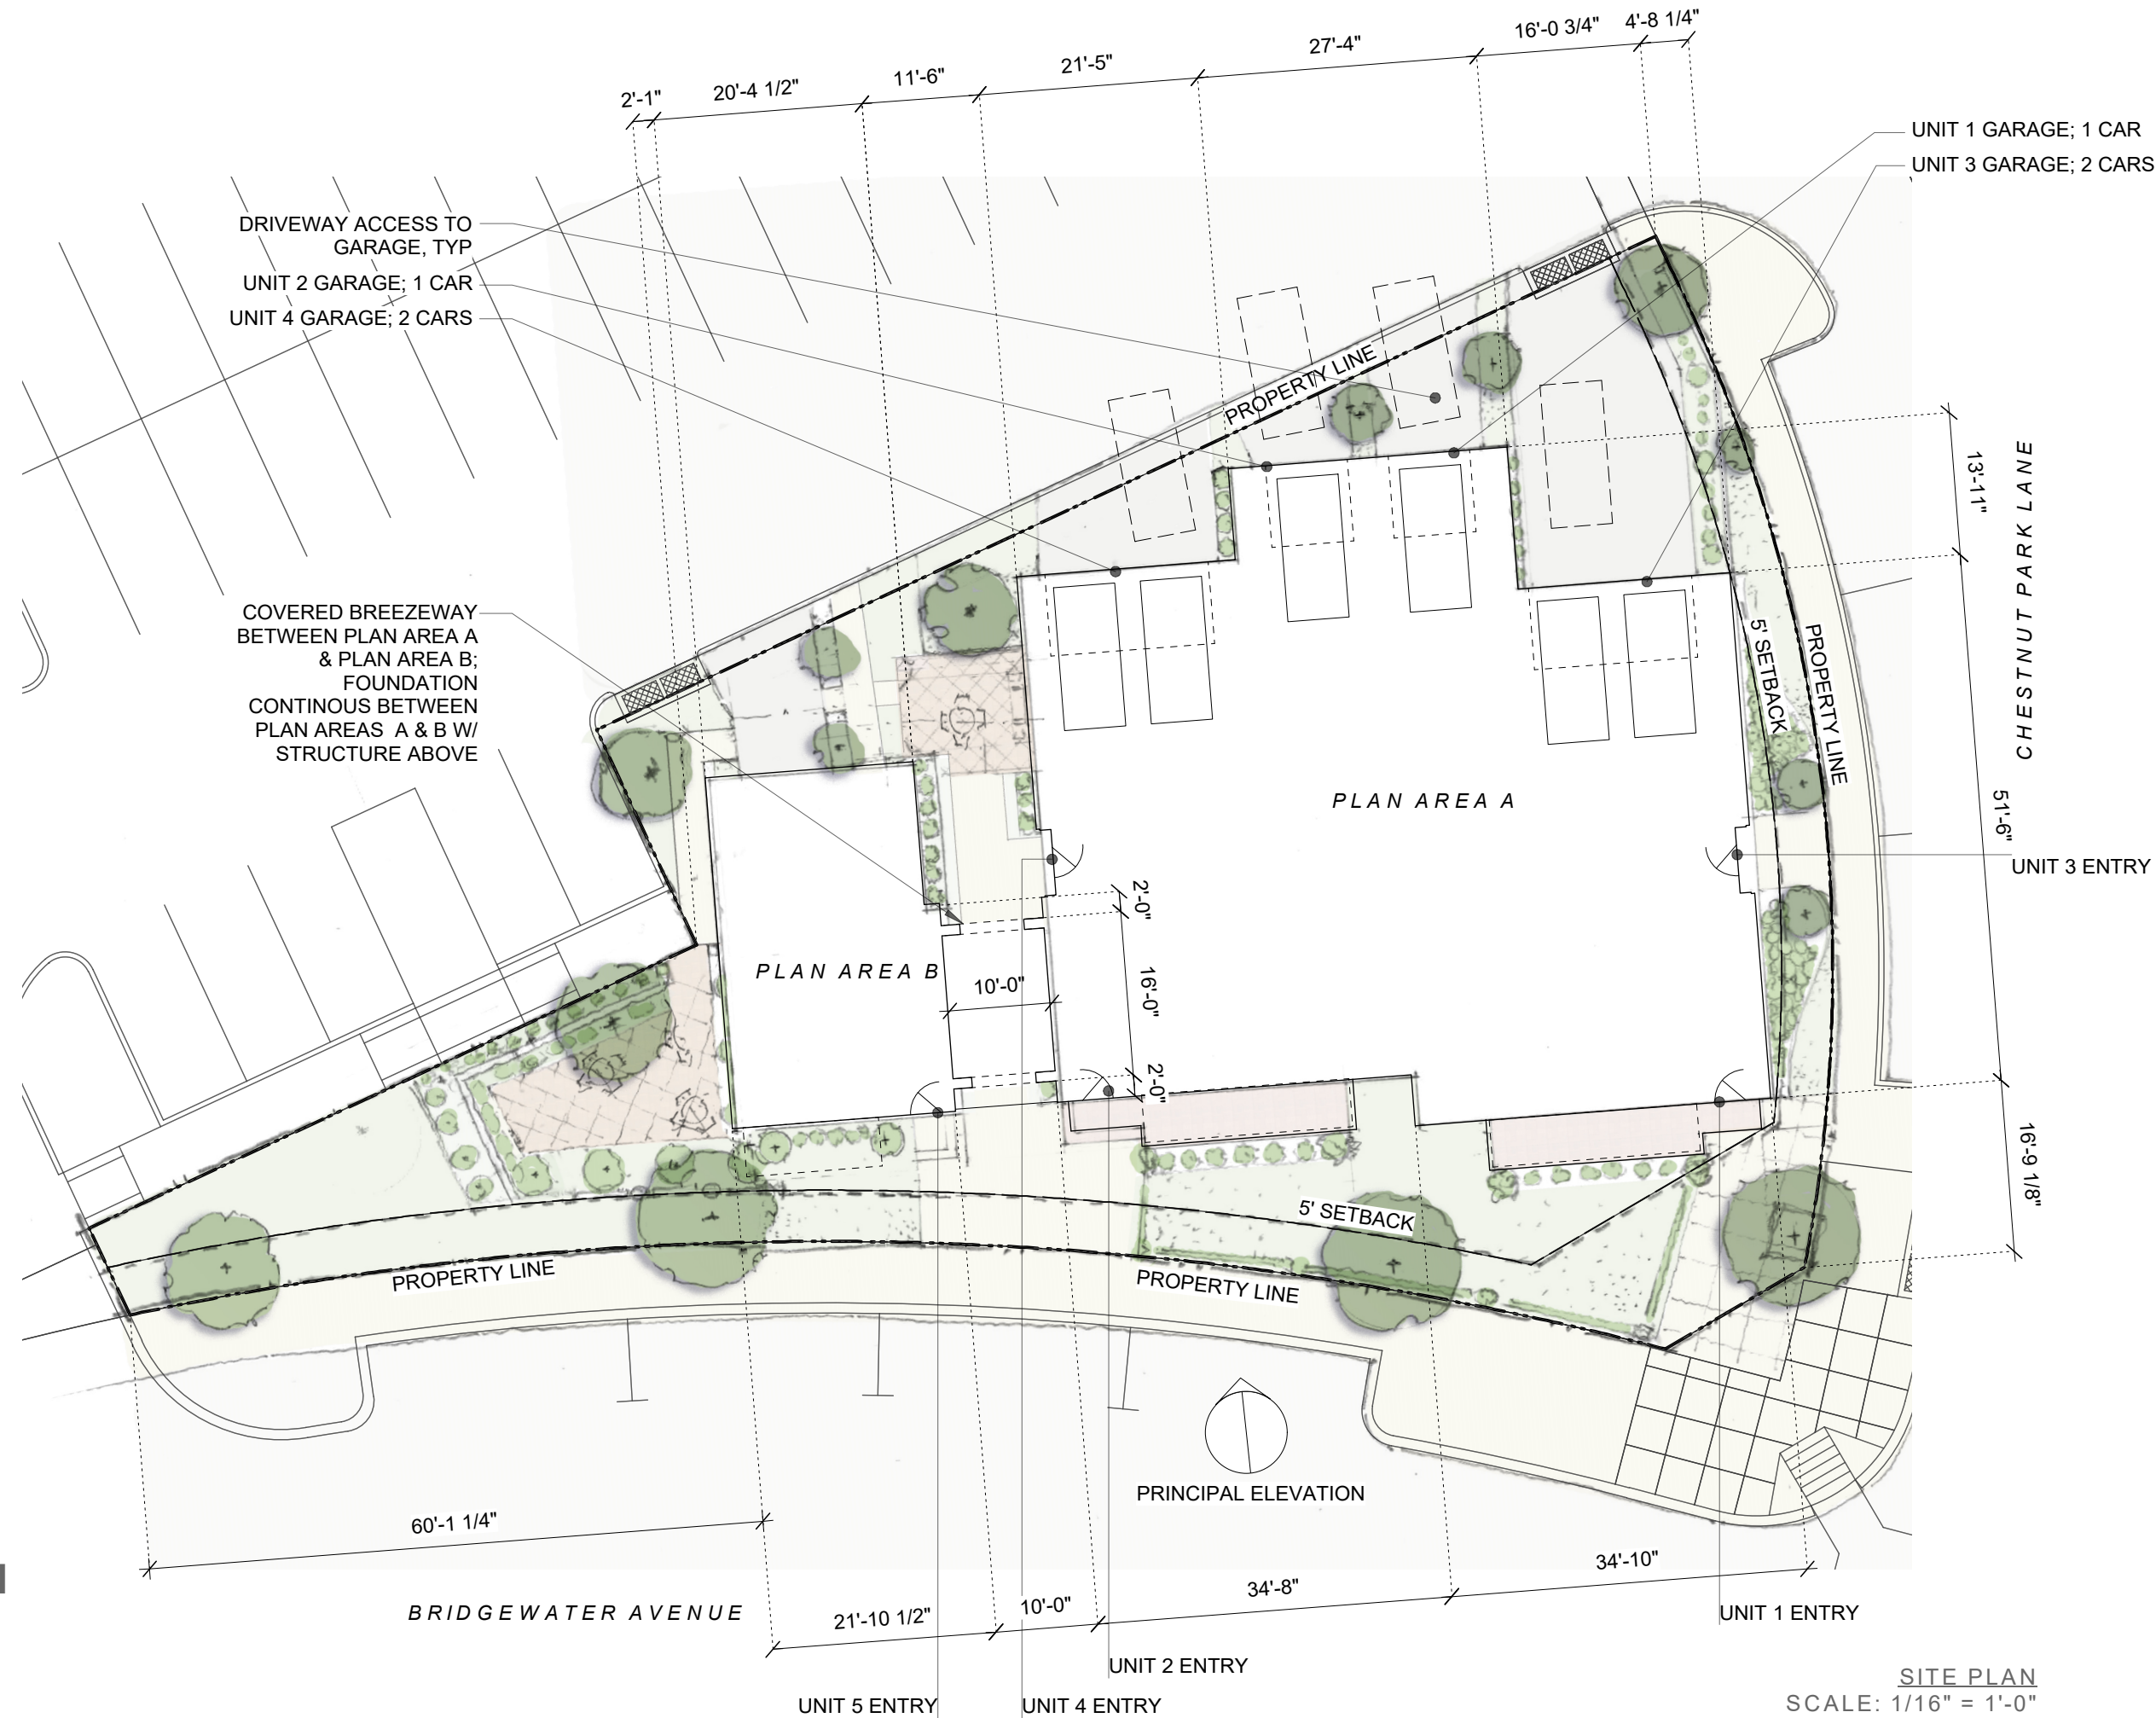 2'-1"
20'-4 1/2"
11'-6"
21'-5"
27'-4"
16'-0 3/4"
4'-8 1/4"
UNIT 1 GARAGE; 1 CAR
UNIT 3 GARAGE; 2 CARS
DRIVEWAY ACCESS TO
GARAGE, TYP
UNIT 2 GARAGE; 1 CAR
UNIT 4 GARAGE; 2 CARS
PROPERTY LINE
13'-11"
CHESTNUT PARK LANE
COVERED BREEZEWAY
BETWEEN PLAN AREA A
& PLAN AREA B;
FOUNDATION
CONTINOUS BETWEEN
PLAN AREAS A & B W/
STRUCTURE ABOVE
5' SETBACK
PROPERTY LINE
PLAN AREA A
51'-6"
UNIT 3 ENTRY
2'-0"
PLAN AREA B
10'-0"
16'-0"
2'-0"
16'-9 1/8"
5' SETBACK
PROPERTY LINE
PROPERTY LINE
PRINCIPAL ELEVATION
60'-1 1/4"
34'-10"
34'-8"
10'-0"
21'-10 1/2"
BRIDGEWATER AVENUE
UNIT 1 ENTRY
UNIT 2 ENTRY
UNIT 5 ENTRY
UNIT 4 ENTRY
SITE PLAN
SCALE: 1/16" = 1'-0"